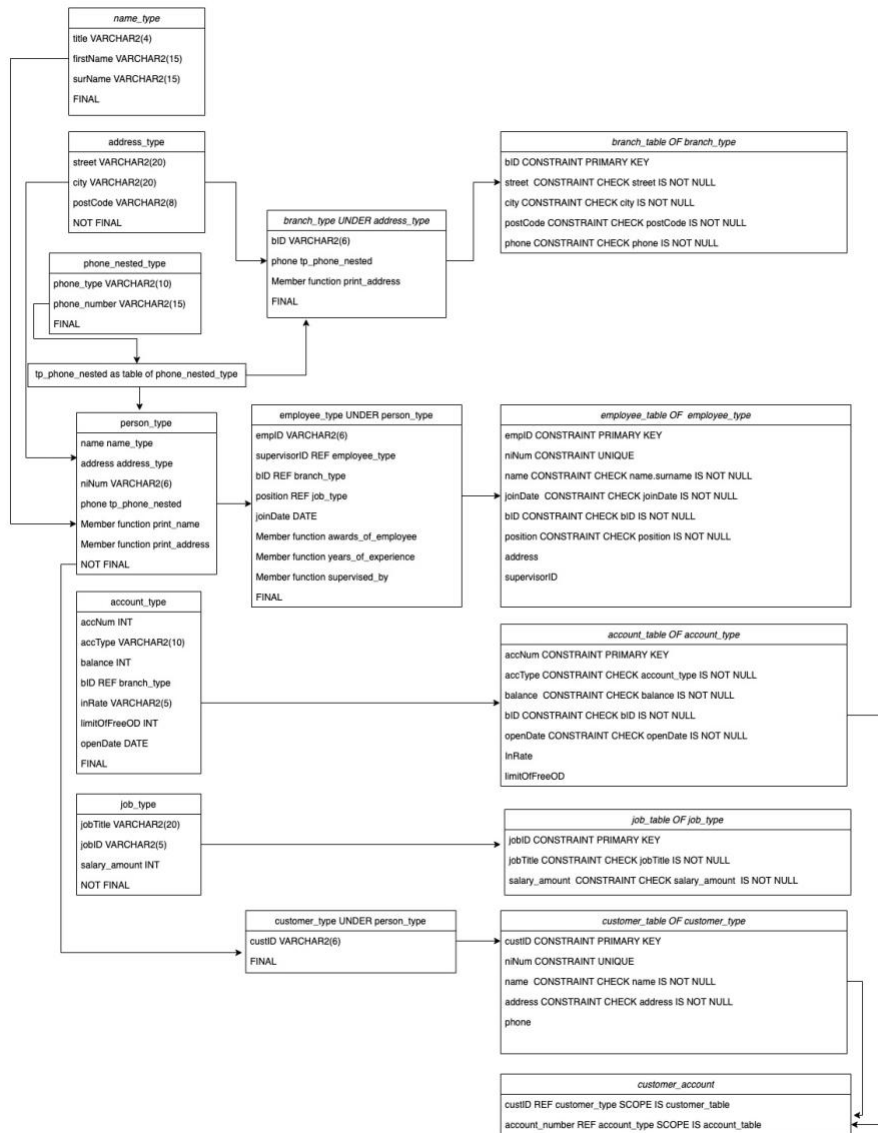 name_type
title VARCHAR2(4)
firstName VARCHAR2(15)
surName VARCHAR2(15)
FINAL
address_type
street VARCHAR2(20)
city VARCHAR2(20)
postCode VARCHAR2(8)
NOT FINAL
branch_table OF branch_type
bID CONSTRAINT PRIMARY KEY
street CONSTRAINT CHECK street IS NOT NULL
city CONSTRAINT CHECK city IS NOT NULL
postCode CONSTRAINT CHECK postCode IS NOT NULL
phone CONSTRAINT CHECK phone IS NOT NULL
branch_type UNDER address_type
bID VARCHAR2(6)
phone tp_phone_nested
Member function print_address
FINAL
phone_nested_type
phone_type VARCHAR2(10)
phone_number VARCHAR2(15)
FINAL
tp_phone_nested as table of phone_nested_type
person_type
name name_type
address address_type
niNum VARCHAR2(6)
phone tp_phone_nested
Member function print_name
Member function print_address
NOT FINAL
employee_type UNDER person_type
empID VARCHAR2(6)
supervisorID REF employee_type
bID REF branch_type
position REF job_type
joinDate DATE
Member function awards_of_employee
Member function years_of_experience
Member function supervised_by
FINAL
employee_table OF employee_type
empID CONSTRAINT PRIMARY KEY
niNum CONSTRAINT UNIQUE
name CONSTRAINT CHECK name.surname IS NOT NULL
joinDate CONSTRAINT CHECK joinDate IS NOT NULL
bID CONSTRAINT CHECK bID IS NOT NULL
position CONSTRAINT CHECK position IS NOT NULL
address
supervisorID
account_type
accNum INT
accType VARCHAR2(10)
balance INT
bID REF branch_type
inRate VARCHAR2(5)
limitOfFreeOD INT
openDate DATE
FINAL
account_table OF account_type
accNum CONSTRAINT PRIMARY KEY
accType CONSTRAINT CHECK account_type IS NOT NULL
balance CONSTRAINT CHECK balance IS NOT NULL
bID CONSTRAINT CHECK bID IS NOT NULL
openDate CONSTRAINT CHECK openDate IS NOT NULL
InRate
limitOfFreeOD
job_type
jobTitle VARCHAR2(20)
jobID VARCHAR2(5)
salary_amount INT
NOT FINAL
job_table OF job_type
jobID CONSTRAINT PRIMARY KEY
jobTitle CONSTRAINT CHECK jobTitle IS NOT NULL
salary_amount CONSTRAINT CHECK salary_amount IS NOT NULL
customer_type UNDER person_type
custID VARCHAR2(6)
FINAL
customer_table OF customer_type
custID CONSTRAINT PRIMARY KEY
niNum CONSTRAINT UNIQUE
name CONSTRAINT CHECK name IS NOT NULL
address CONSTRAINT CHECK address IS NOT NULL
phone
customer_account
custID REF customer_type SCOPE IS customer_table
account_number REF account_type SCOPE IS account_table